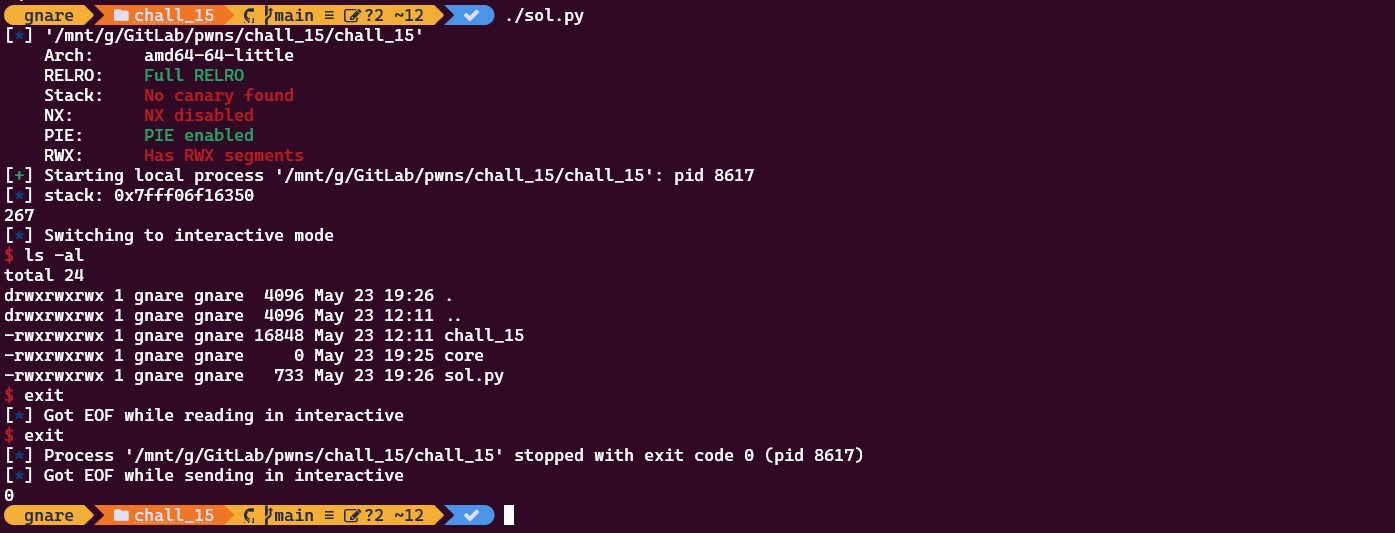 gnare chall_15 main ≡ ?2 ~12 ./sol.py
[*] '/mnt/g/GitLab/pwns/chall_15/chall_15'
Arch: amd64-64-little
RELRO: Full RELRO
Stack: No canary found
NX: NX disabled
PIE: PIE enabled
RWX: Has RWX segments
[+] Starting local process '/mnt/g/GitLab/pwns/chall_15/chall_15': pid 8617
[*] stack: 0x7fff06f16350
267
[*] Switching to interactive mode
$ ls -al
total 24
drwxrwxrwx 1 gnare gnare 4096 May 23 19:26 .
drwxrwxrwx 1 gnare gnare 4096 May 23 12:11 ..
-rwxrwxrwx 1 gnare gnare 16848 May 23 12:11 chall_15
-rwxrwxrwx 1 gnare gnare 0 May 23 19:25 core
-rwxrwxrwx 1 gnare gnare 733 May 23 19:26 sol.py
$ exit
[*] Got EOF while reading in interactive
$ exit
[*] Process '/mnt/g/GitLab/pwns/chall_15/chall_15' stopped with exit code 0 (pid 8617)
[*] Got EOF while sending in interactive
0
gnare chall_15 main ≡ ?2 ~12